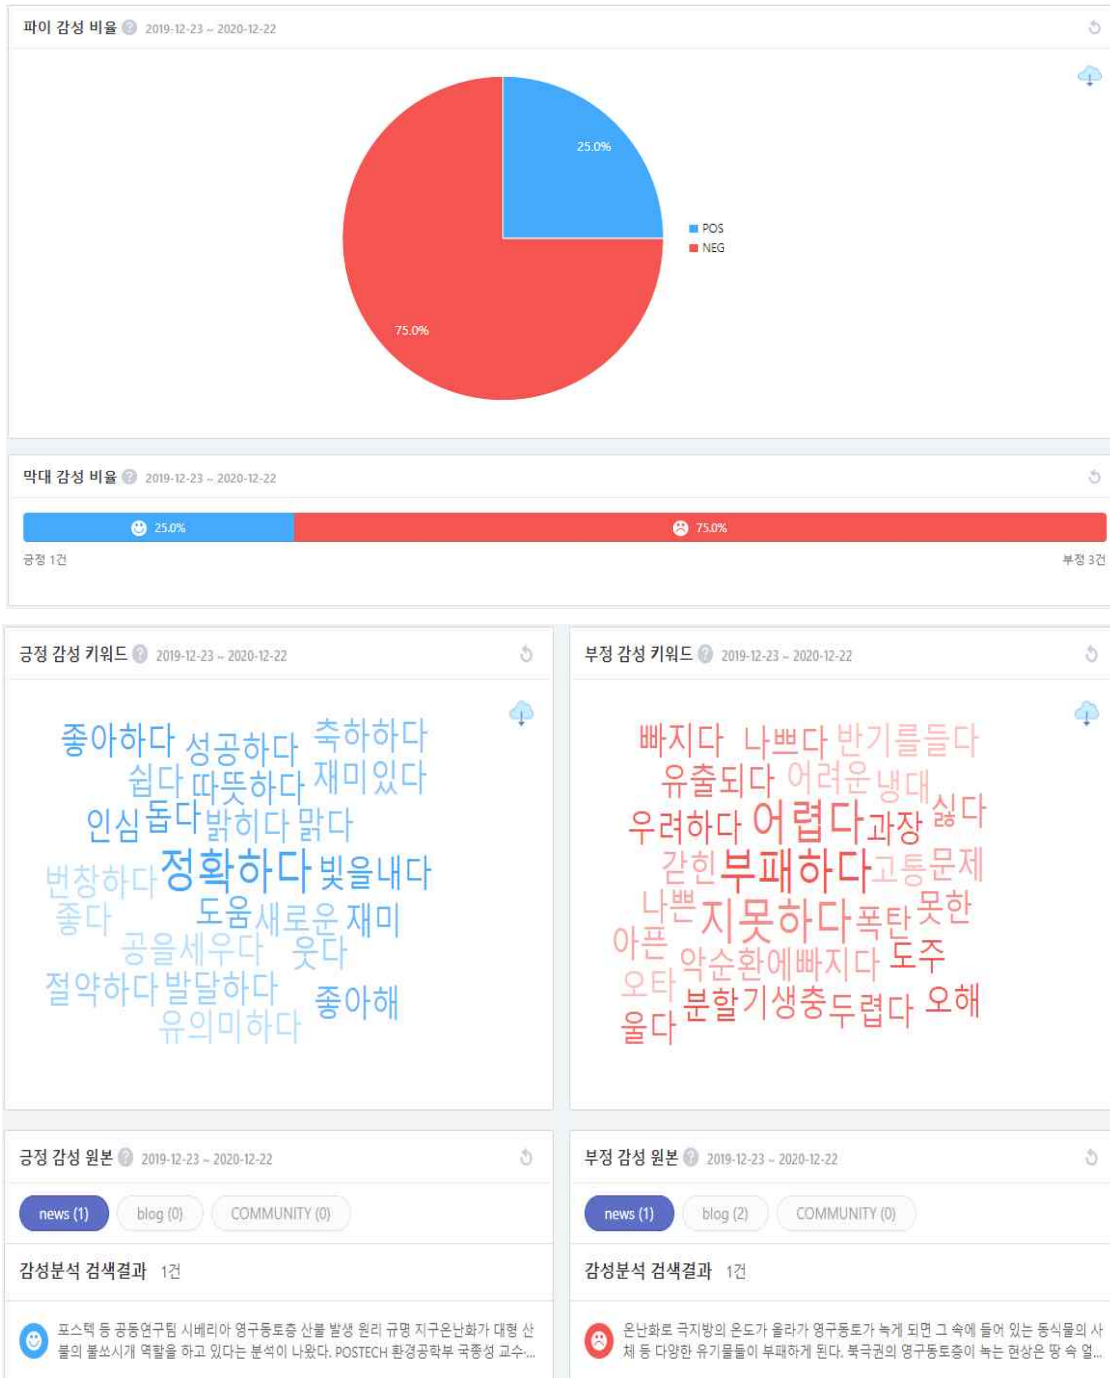 파이 감성 비율 ? 2019-12-23 ~ 2020-12-22
25.0%
POS
NEG
75.0%
막대 감성 비율 ? 2019-12-23 ~ 2020-12-22
25.0% 75.0%
긍정 1건 부정 3건
긍정 감성 키워드 ? 2019-12-23 ~ 2020-12-22
좋아하다 성공하다 축하하다
쉽다 따뜻하다 재미있다
인심 돕다 밝히다 맑다
번창하다 정확하다 빛을내다
좋다 도움 새로운 재미
공을세우다 웃다
절약하다 발달하다 좋아해
유의미하다
부정 감성 키워드 ? 2019-12-23 ~ 2020-12-22
빠지다 나쁘다 반기를들다
유출되다 어려운 냉대
우려하다 어렵다 과장 싫다
갇힌 부패하다 고통 문제
나쁜 지못하다 폭탄 못한
아픈 악순환에빠지다 도주
오타 분할 기생충 두렵다 오해
울다
긍정 감성 원본 ? 2019-12-23 ~ 2020-12-22
news (1) blog (0) COMMUNITY (0)
감성분석 검색결과 1건
포스텍 등 공동연구팀 시베리아 영구동토층 산불 발생 원리 규명 지구온난화가 대형 산
불의 불쏘시개 역할을 하고 있다는 분석이 나왔다. POSTECH 환경공학부 국종성 교수·...
부정 감성 원본 ? 2019-12-23 ~ 2020-12-22
news (1) blog (2) COMMUNITY (0)
감성분석 검색결과 1건
온난화로 극지방의 온도가 올라가 영구동토가 녹게 되면 그 속에 들어 있는 동식물의 사
체 등 다양한 유기물들이 부패하게 된다. 북극권의 영구동토층이 녹는 현상은 땅 속 얼...